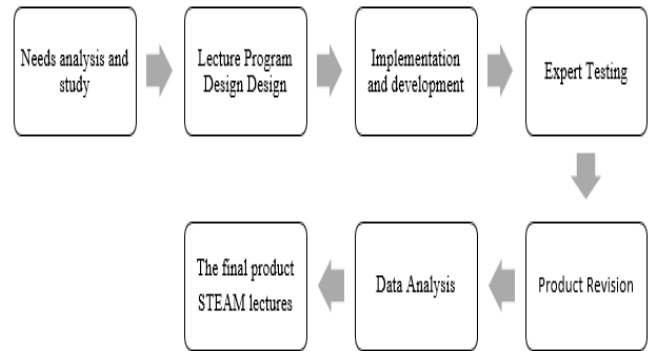 Needs analysis and
study
Lecture Program
Design Design
Implementation
and development
Expert Testing
Product Revision
Data Analysis
The final product
STEAM lectures